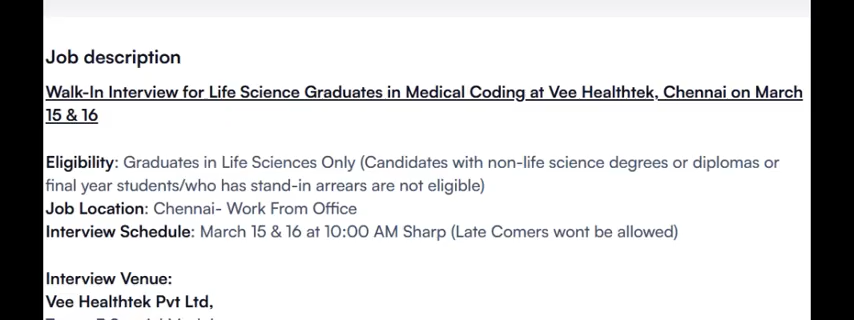 Job description
Walk-In Interview for Life Science Graduates in Medical Coding at Vee Healthtek, Chennai on March
15 & 16
Eligibility: Graduates in Life Sciences Only (Candidates with non-life science degrees or diplomas or
final year students/who has stand-in arrears are not eligible)
Job Location: Chennai- Work From Office
Interview Schedule: March 15 & 16 at 10:00 AM Sharp (Late Comers wont be allowed)
Interview Venue:
Vee Healthtek Pvt Ltd,